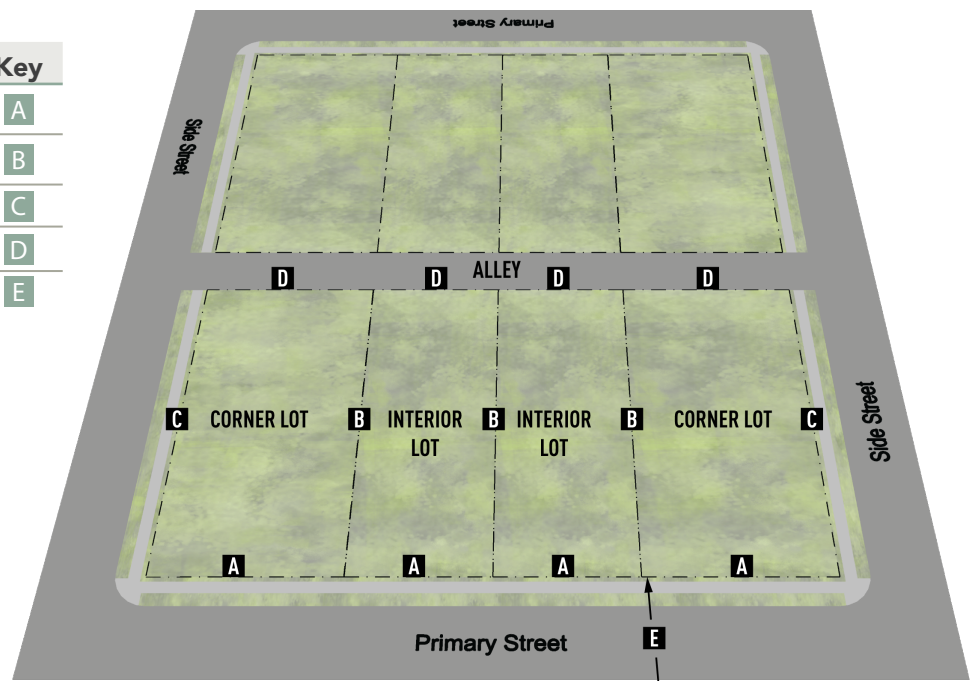 Primary Street
Key
A
B
C
D
E
Side Street
ALLEY
D
D
D
D
C
CORNER LOT
B
INTERIOR
LOT
B
INTERIOR
LOT
B
CORNER LOT
C
Side Street
A
A
A
A
Primary Street
E